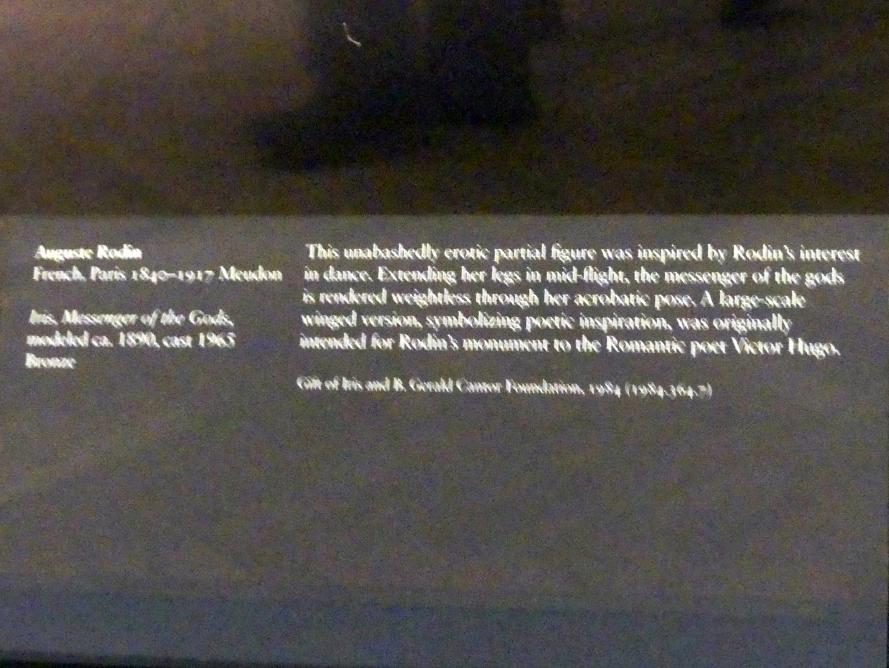 Auguste Rodin
French, Paris 1840–1917 Meudon
Iris, Messenger of the Gods,
modeled ca. 1890, cast 1965
Bronze
This unabashedly erotic partial figure was inspired by Rodin's interest
in dance. Extending her legs in mid-flight, the messenger of the gods
is rendered weightless through her acrobatic pose. A large-scale
winged version, symbolizing poetic inspiration, was originally
intended for Rodin's monument to the Romantic poet Victor Hugo.
Gift of Iris and B. Gerald Cantor Foundation, 1984 (1984.364.7)